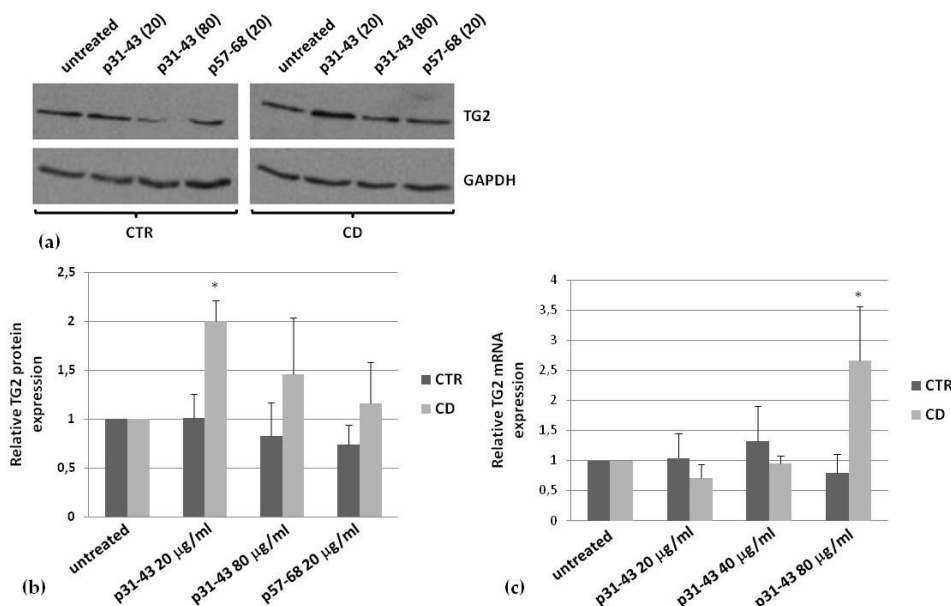 untreated
p31-43 (20)
p31-43 (80)
p57-68 (20)
untreated
p31-43 (20)
p31-43 (80)
p57-68 (20)
TG2
GAPDH
CTR
CD
(a)
Relative TG2 protein
expression
2,5
2
1,5
1
0,5
0
*
CTR
CD
untreated
p31-43 20 µg/ml
p31-43 80 µg/ml
p57-68 20 µg/ml
(b)
Relative TG2 mRNA
expression
4
3,5
3
2,5
2
1,5
1
0,5
0
*
CTR
CD
untreated
p31-43 20 µg/ml
p31-43 40 µg/ml
p31-43 80 µg/ml
(c)